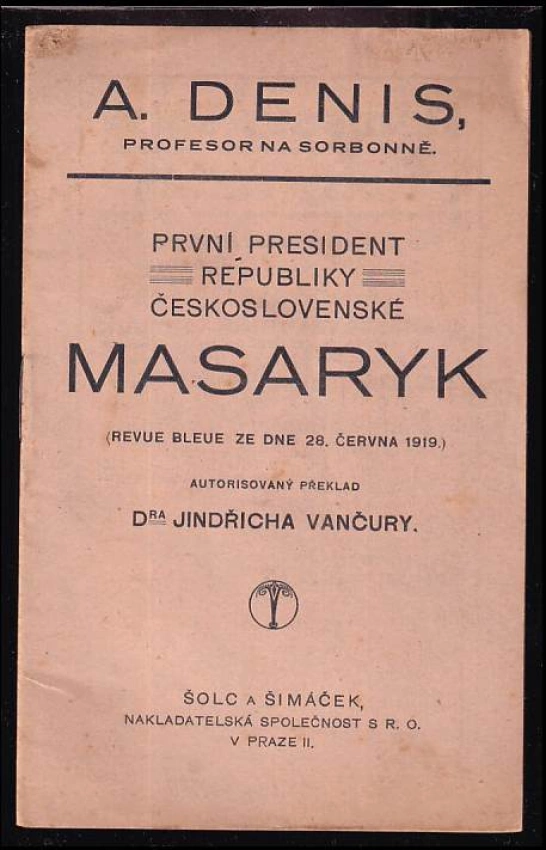 A. DENIS,
PROFESOR NA SORBONNĚ.
PRVNÍ PRESIDENT
REPUBLIKY
ČESKOSLOVENSKÉ
MASARYK
(REVUE BLEUE ZE DNE 28. ČERVNA 1919.)
AUTORISOVANÝ PŘEKLAD
DRA JINDŘICHA VANČURY.
ŠOLC A ŠIMÁČEK,
NAKLADATELSKÁ SPOLEČNOST S R. O.
V PRAZE II.